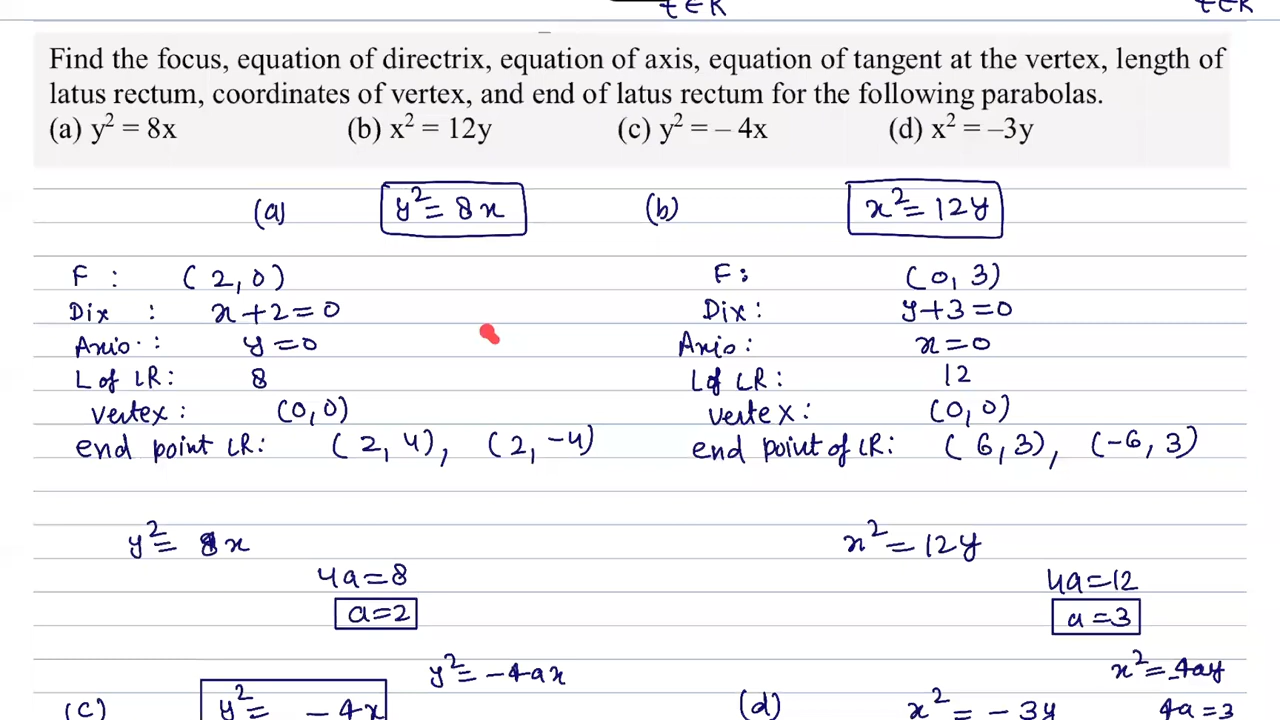 t∈R t∈R
Find the focus, equation of directrix, equation of axis, equation of tangent at the vertex, length of
latus rectum, coordinates of vertex, and end of latus rectum for the following parabolas.
(a) y² = 8x (b) x² = 12y (c) y² = – 4x (d) x² = –3y
(a) y² = 8x
F : (2, 0)
Dix : x+2=0
Axis : y=0
L of LR : 8
vertex : (0, 0)
end point LR : (2, 4), (2, -4)
y² = 8x
4a=8
a=2
(b) x² = 12y
F : (0, 3)
Dix : y+3=0
Axis : x=0
L of LR : 12
vertex : (0, 0)
end point of LR : (6, 3), (-6, 3)
x² = 12y
4a=12
a=3
y² = -4ax
(c) y² = -4x
x² = -4ay
(d) x² = -3y 4a=3